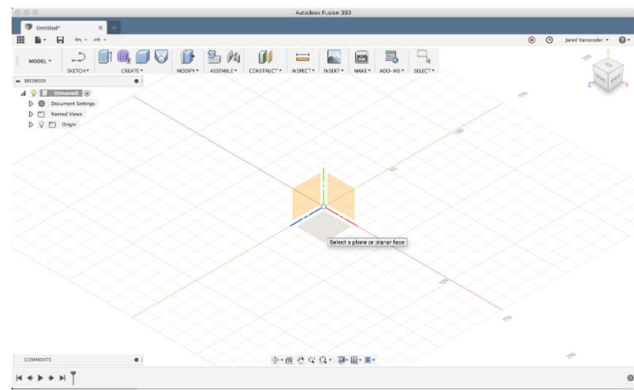 Autodesk Fusion 360
Untitled*
Jared Vanscoder
MODEL
SKETCH CREATE MODIFY ASSEMBLE CONSTRUCT INSPECT INSERT MAKE ADD-INS SELECT
BROWSER
(Unsaved)
Document Settings
Named Views
Origin
Select a plane or planar face
COMMENTS